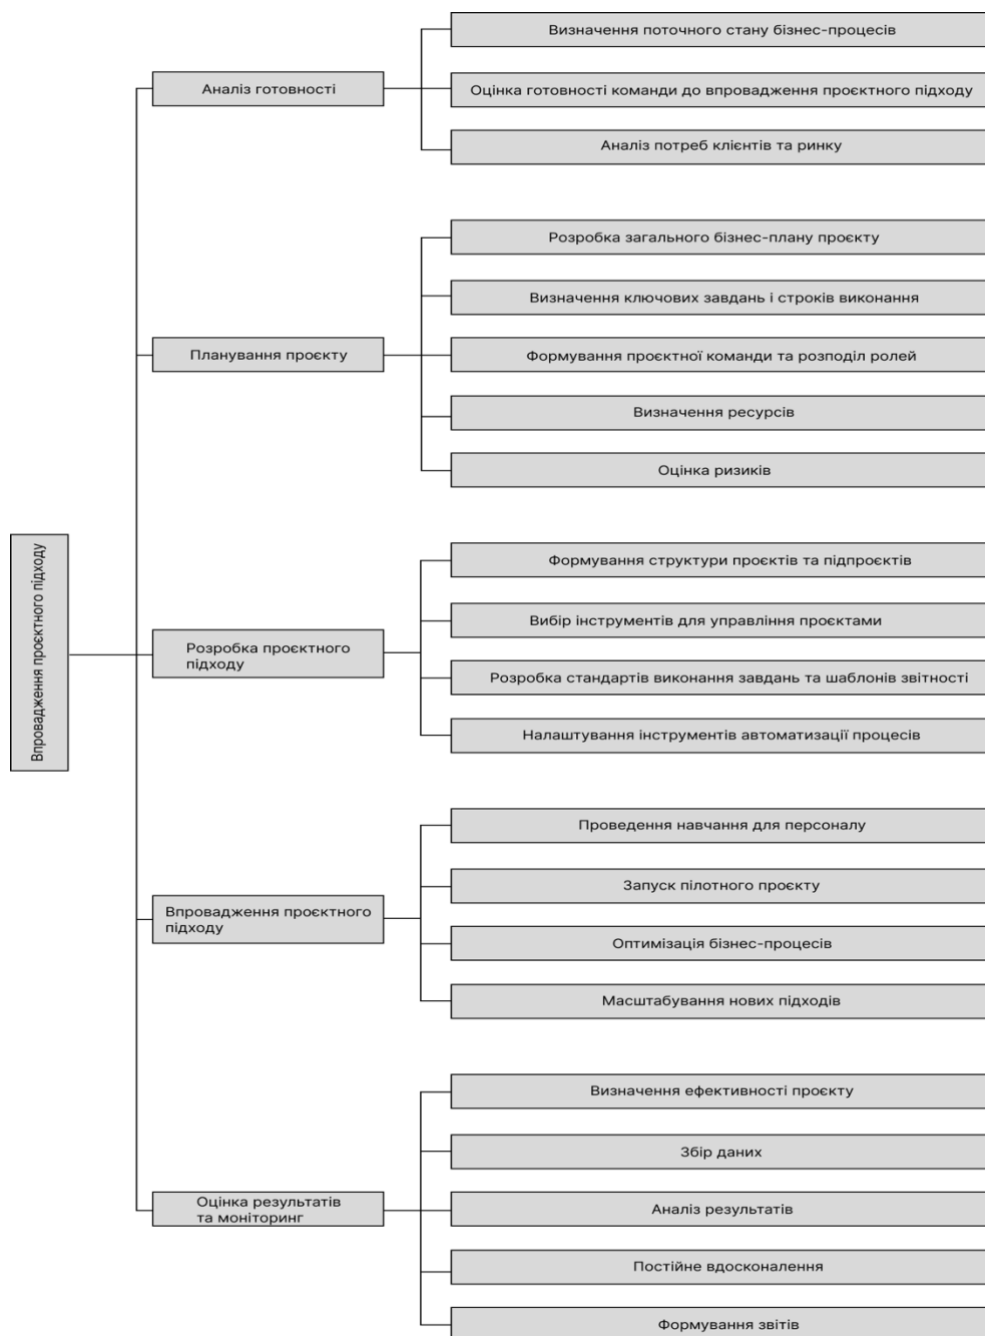 Впровадження проєктного підходу
Аналіз готовності
Визначення поточного стану бізнес-процесів
Оцінка готовності команди до впровадження проєктного підходу
Аналіз потреб клієнтів та ринку
Планування проєкту
Розробка загального бізнес-плану проєкту
Визначення ключових завдань і строків виконання
Формування проєктної команди та розподіл ролей
Визначення ресурсів
Оцінка ризиків
Розробка проєктного
підходу
Формування структури проєктів та підпроєктів
Вибір інструментів для управління проєктами
Розробка стандартів виконання завдань та шаблонів звітності
Налаштування інструментів автоматизації процесів
Впровадження проєктного
підходу
Проведення навчання для персоналу
Запуск пілотного проєкту
Оптимізація бізнес-процесів
Масштабування нових підходів
Оцінка результатів
та моніторинг
Визначення ефективності проєкту
Збір даних
Аналіз результатів
Постійне вдосконалення
Формування звітів